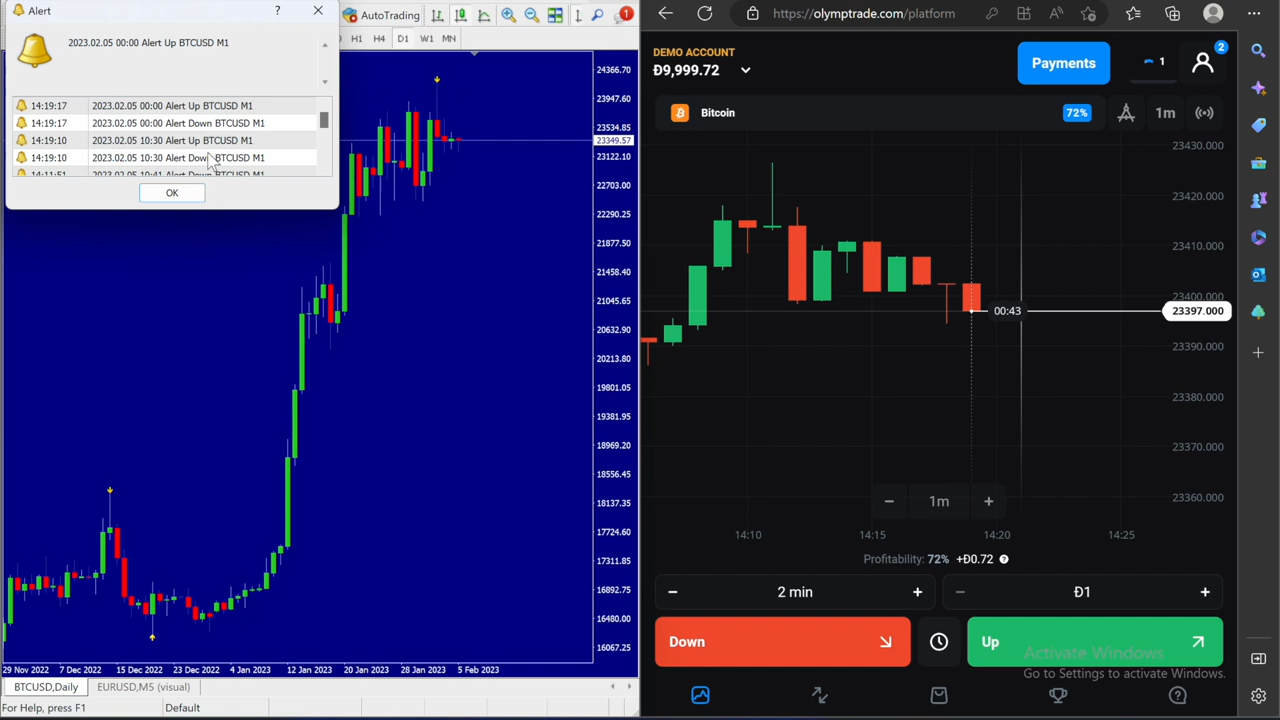 Alert
?
2023.02.05 00:00 Alert Up BTCUSD M1
14:19:17 2023.02.05 00:00 Alert Up BTCUSD M1
14:19:17 2023.02.05 00:00 Alert Down BTCUSD M1
14:19:10 2023.02.05 10:30 Alert Up BTCUSD M1
14:19:10 2023.02.05 10:30 Alert Down BTCUSD M1
14:11:51 2023.02.05 10:41 Alert Down BTCUSD M1
OK
AutoTrading
1
H1 H4 D1 W1 MN
24366.70
23947.60
23534.85
23349.57
23122.10
22703.00
22290.25
21877.50
21458.40
21045.65
20632.90
20213.80
19801.05
19381.95
18969.20
18556.45
18137.35
17724.60
17311.85
16892.75
16480.00
16067.25
29 Nov 2022 7 Dec 2022 15 Dec 2022 23 Dec 2022 4 Jan 2023 12 Jan 2023 20 Jan 2023 28 Jan 2023 5 Feb 2023
BTCUSD,Daily EURUSD,M5 (visual)
For Help, press F1 Default
https://olymptrade.com/platform
DEMO ACCOUNT
Ð9,999.72
Payments
1
2
Bitcoin
72%
1m
23430.000
23420.000
23410.000
23400.000
00:43
23397.000
23390.000
23380.000
23370.000
23360.000
− 1m +
14:10 14:15 14:20 14:25
Profitability: 72% +Ð0.72 ?
− 2 min +
− Ð1 +
Down
Up
Activate Windows
Go to Settings to activate Windows.